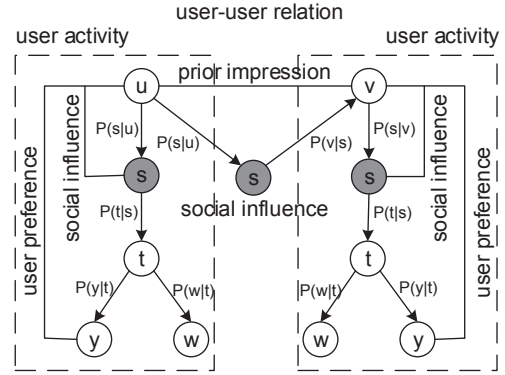 user-user relation
user activity
user activity
u
prior impression
v
P(s|u)
P(s|u)
P(v|s)
P(s|v)
s
s
s
social influence
user preference
social influence
social influence
user preference
P(t|s)
P(t|s)
t
t
P(y|t)
P(w|t)
P(w|t)
P(y|t)
y
w
w
y